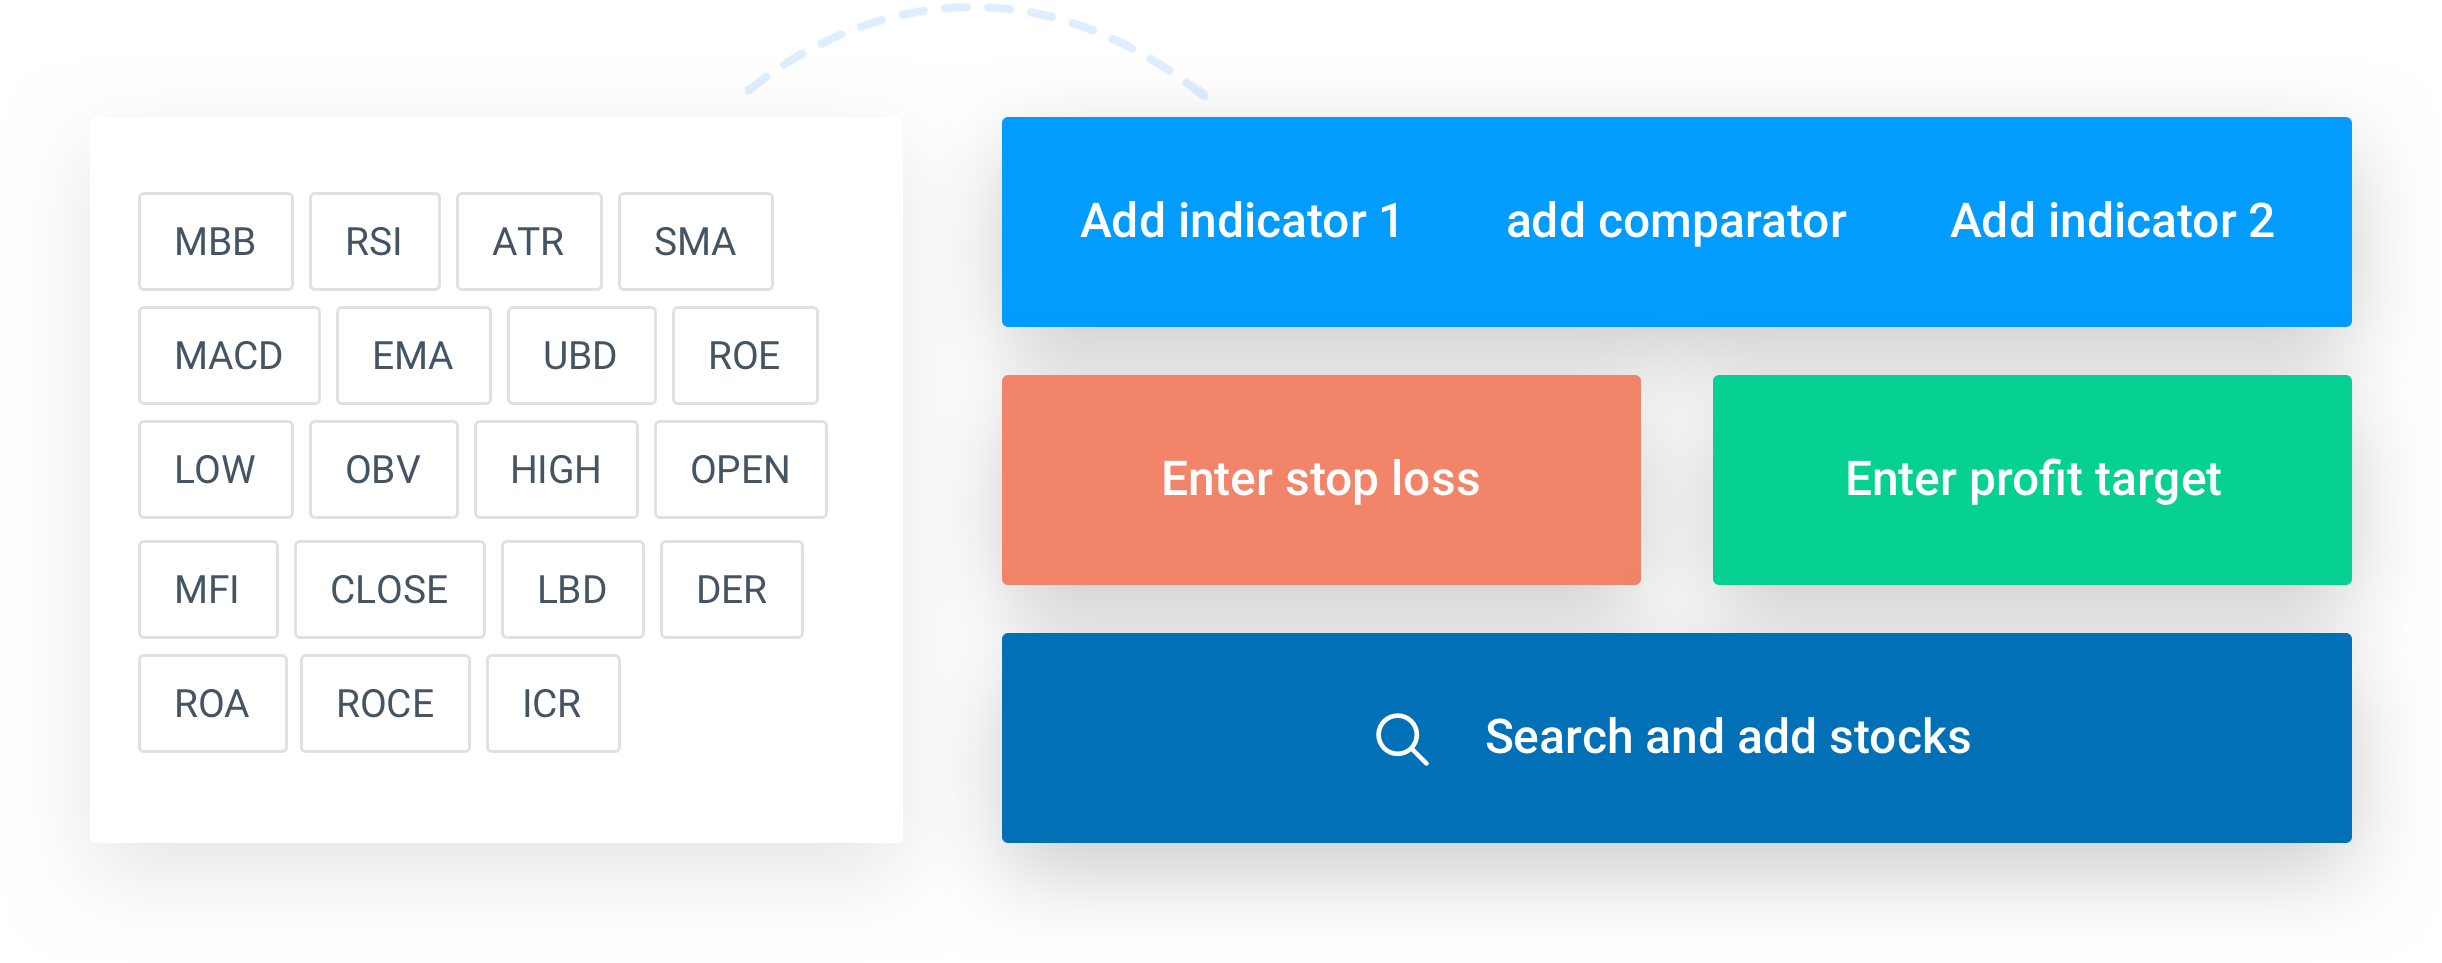 MBB RSI ATR SMA
MACD EMA UBD ROE
LOW OBV HIGH OPEN
MFI CLOSE LBD DER
ROA ROCE ICR
Add indicator 1 add comparator Add indicator 2
Enter stop loss
Enter profit target
Search and add stocks